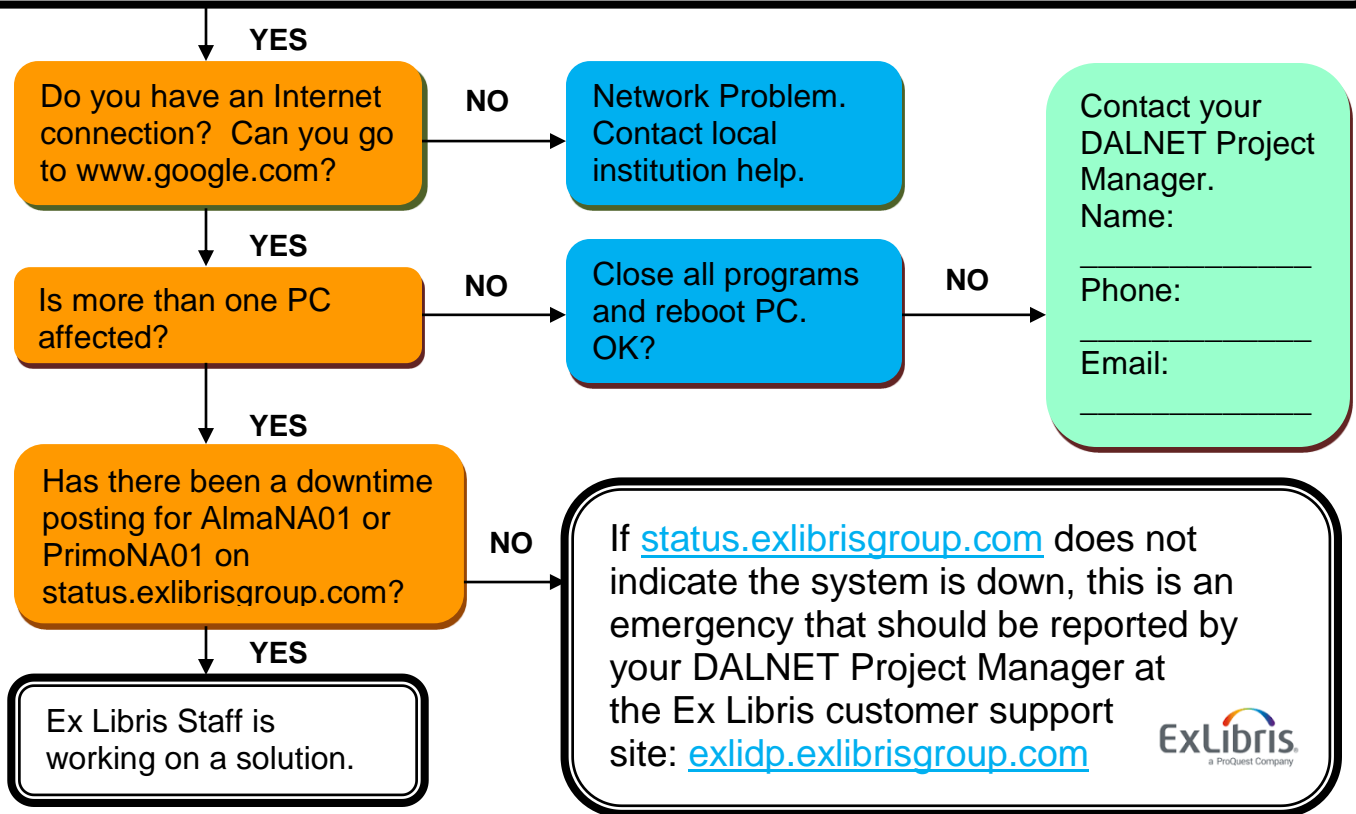 YES
Do you have an Internet
connection?  Can you go
to www.google.com?
NO
Network Problem.
Contact local
institution help.
Contact your
DALNET Project
Manager.
Name:
______________
Phone:
______________
Email:
______________
YES
Is more than one PC
affected?
NO
Close all programs
and reboot PC.
OK?
NO
YES
Has there been a downtime
posting for AlmaNA01 or
PrimoNA01 on
status.exlibrisgroup.com?
NO
If status.exlibrisgroup.com does not
indicate the system is down, this is an
emergency that should be reported by
your DALNET Project Manager at
the Ex Libris customer support
site: exlidp.exlibrisgroup.com
ExLibris.
a ProQuest Company
YES
Ex Libris Staff is
working on a solution.